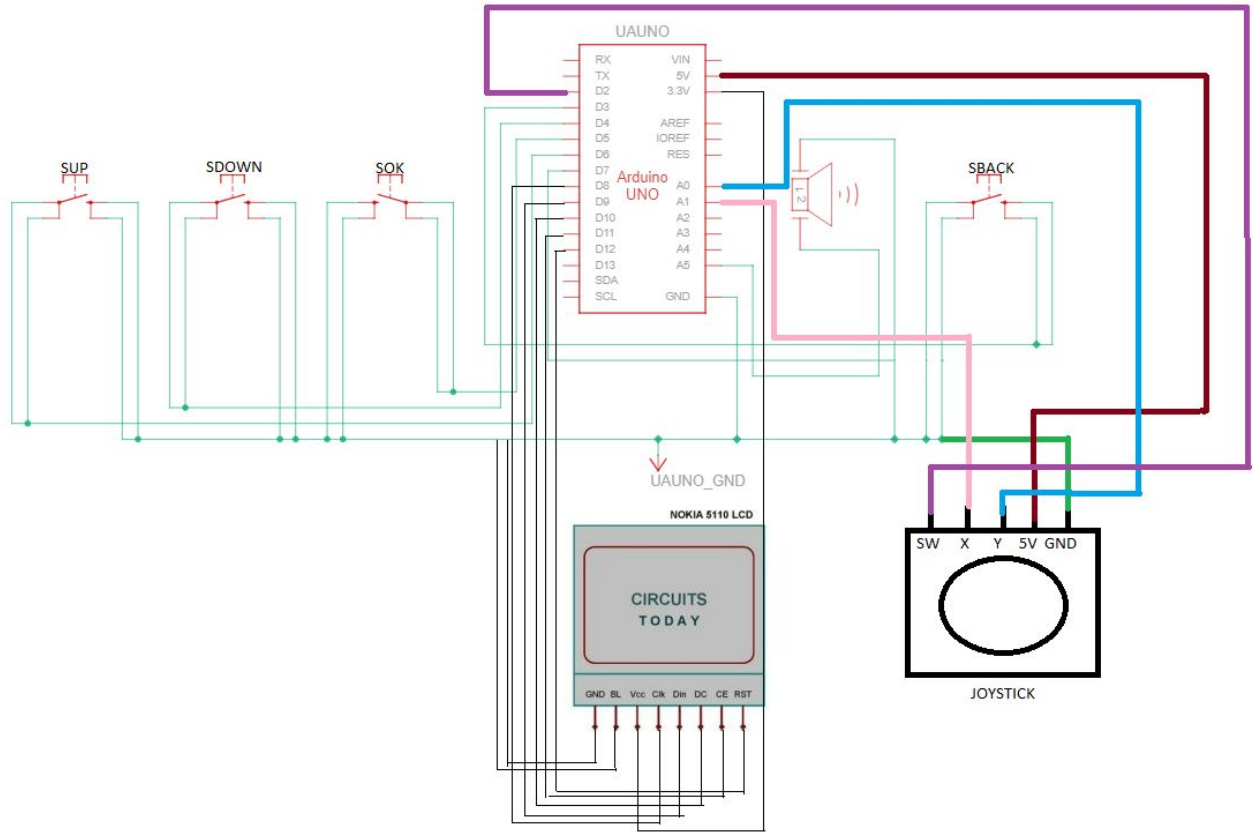 UAUNO
RX
VIN
TX
5V
D2
3.3V
D3
D4
AREF
D5
IOREF
D6
RES
D7
D8
A0
D9
A1
D10
A2
D11
A3
D12
A4
D13
A5
SDA
SCL
GND
Arduino
UNO
SUP
SDOWN
SOK
L 2
SBACK
UAUNO_GND
NOKIA 5110 LCD
CIRCUITS
TODAY
GND BL Vcc Clk Din DC CE RST
SW X Y 5V GND
JOYSTICK